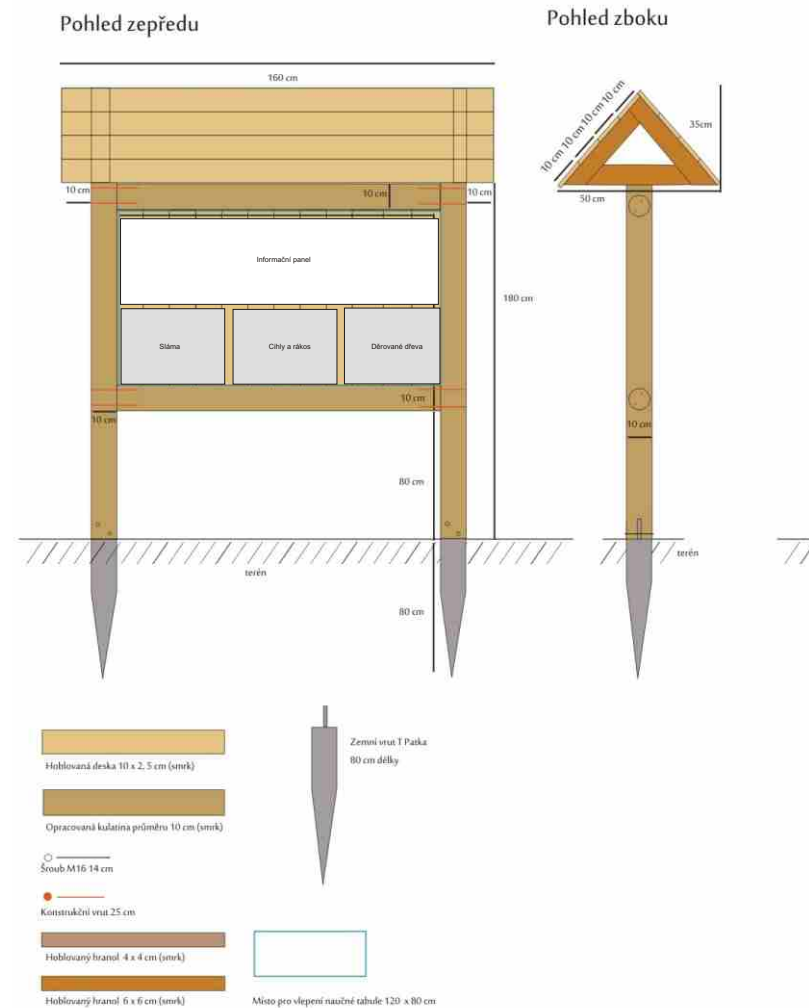 Pohled zepředu
Pohled zboku
160 cm
10 cm 10 cm 10 cm 10 cm
35cm
50 cm
10 cm
10 cm
10 cm
Informační panel
180 cm
Sláma
Cihly a rákos
Děrované dřeva
10 cm
10 cm
10 cm
80 cm
terén
terén
80 cm
Zemní vrut T Patka
80 cm délky
Hoblovaná deska 10 x 2, 5 cm (smrk)
Opracovaná kulatina průměru 10 cm (smrk)
Šroub M16 14 cm
Konstrukční vrut 25 cm
Hoblovaný hranol 4 x 4 cm (smrk)
Hoblovaný hranol 6 x 6 cm (smrk)
Místo pro vlepení naučné tabule 120 x 80 cm